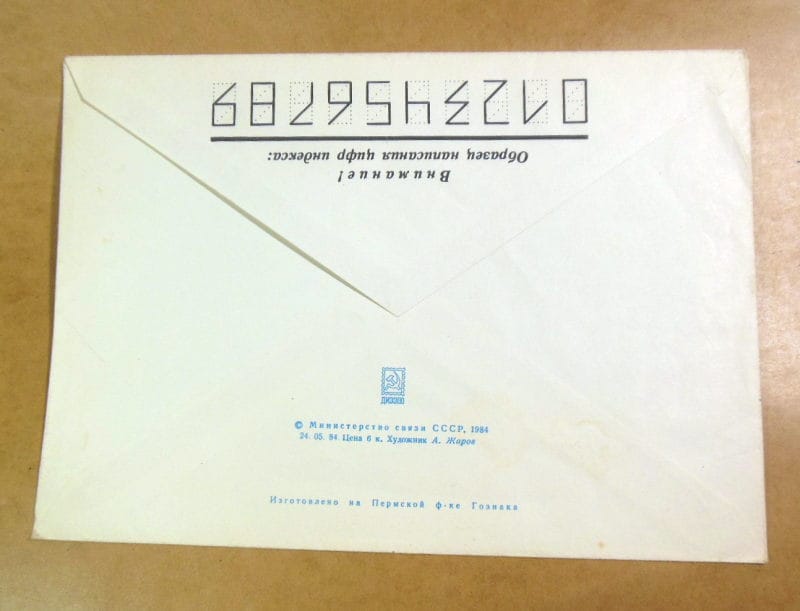 Внимание!
Образец написания цифр индекса:
0123456789
ДИЭЗПО
© Министерство связи СССР, 1984
24. 05. 84. Цена 6 к. Художник А. Жаров
Изготовлено на Пермской ф-ке Гознака